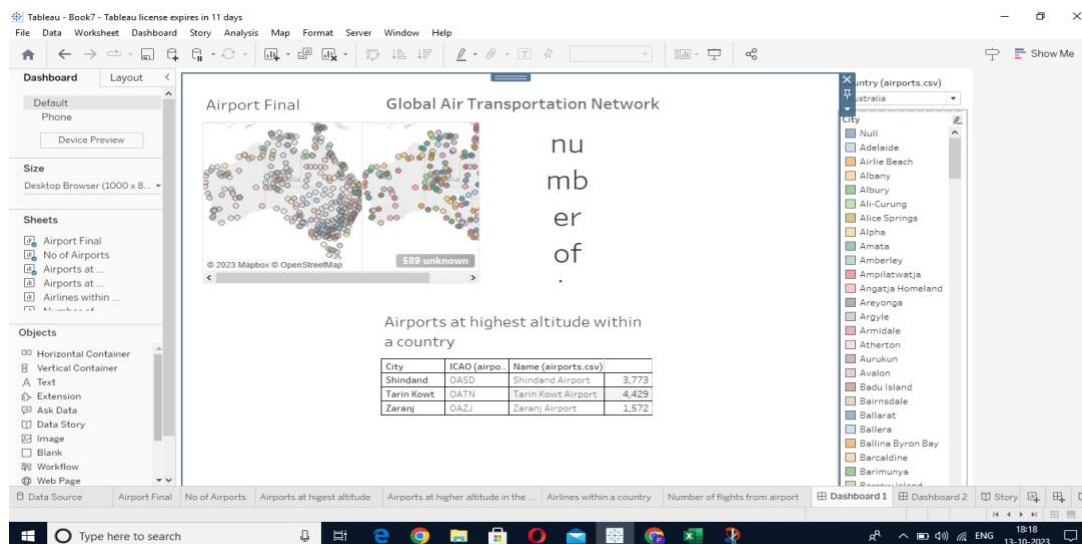 Tableau - Book7 - Tableau license expires in 11 days
File Data Worksheet Dashboard Story Analysis Map Format Server Window Help
Show Me
Dashboard Layout
Default
Phone
Device Preview
Size
Desktop Browser (1000 x 8...
Sheets
Airport Final
No of Airports
Airports at ...
Airports at ...
Airlines within ...
Objects
Horizontal Container
Vertical Container
Text
Extension
Ask Data
Data Story
Image
Blank
Workflow
Web Page
Airport Final
Global Air Transportation Network
© 2023 Mapbox © OpenStreetMap
589 unknown
nu
mb
er
of
Airports at highest altitude within
a country
City ICAO (airpo.. Name (airports.csv)
Shindand OASD Shindand Airport 3,773
Tarin Kowt OATN Tarin Kowt Airport 4,429
Zaranj OAZJ Zaranj Airport 1,572
untry (airports.csv)
ustralia
City
Null
Adelaide
Airlie Beach
Albany
Albury
Ali-Curung
Alice Springs
Alpha
Amata
Amberley
Ampilatwatja
Angatja Homeland
Areyonga
Argyle
Armidale
Atherton
Aurukun
Avalon
Badu Island
Bairnsdale
Ballarat
Ballera
Ballina Byron Bay
Barcaldine
Barimunya
Data Source Airport Final No of Airports Airports at higest altitude Airports at higher altitude in the ... Airlines within a country Number of flights from airport Dashboard 1 Dashboard 2 Story
Type here to search
ENG
18:18
13-10-2023